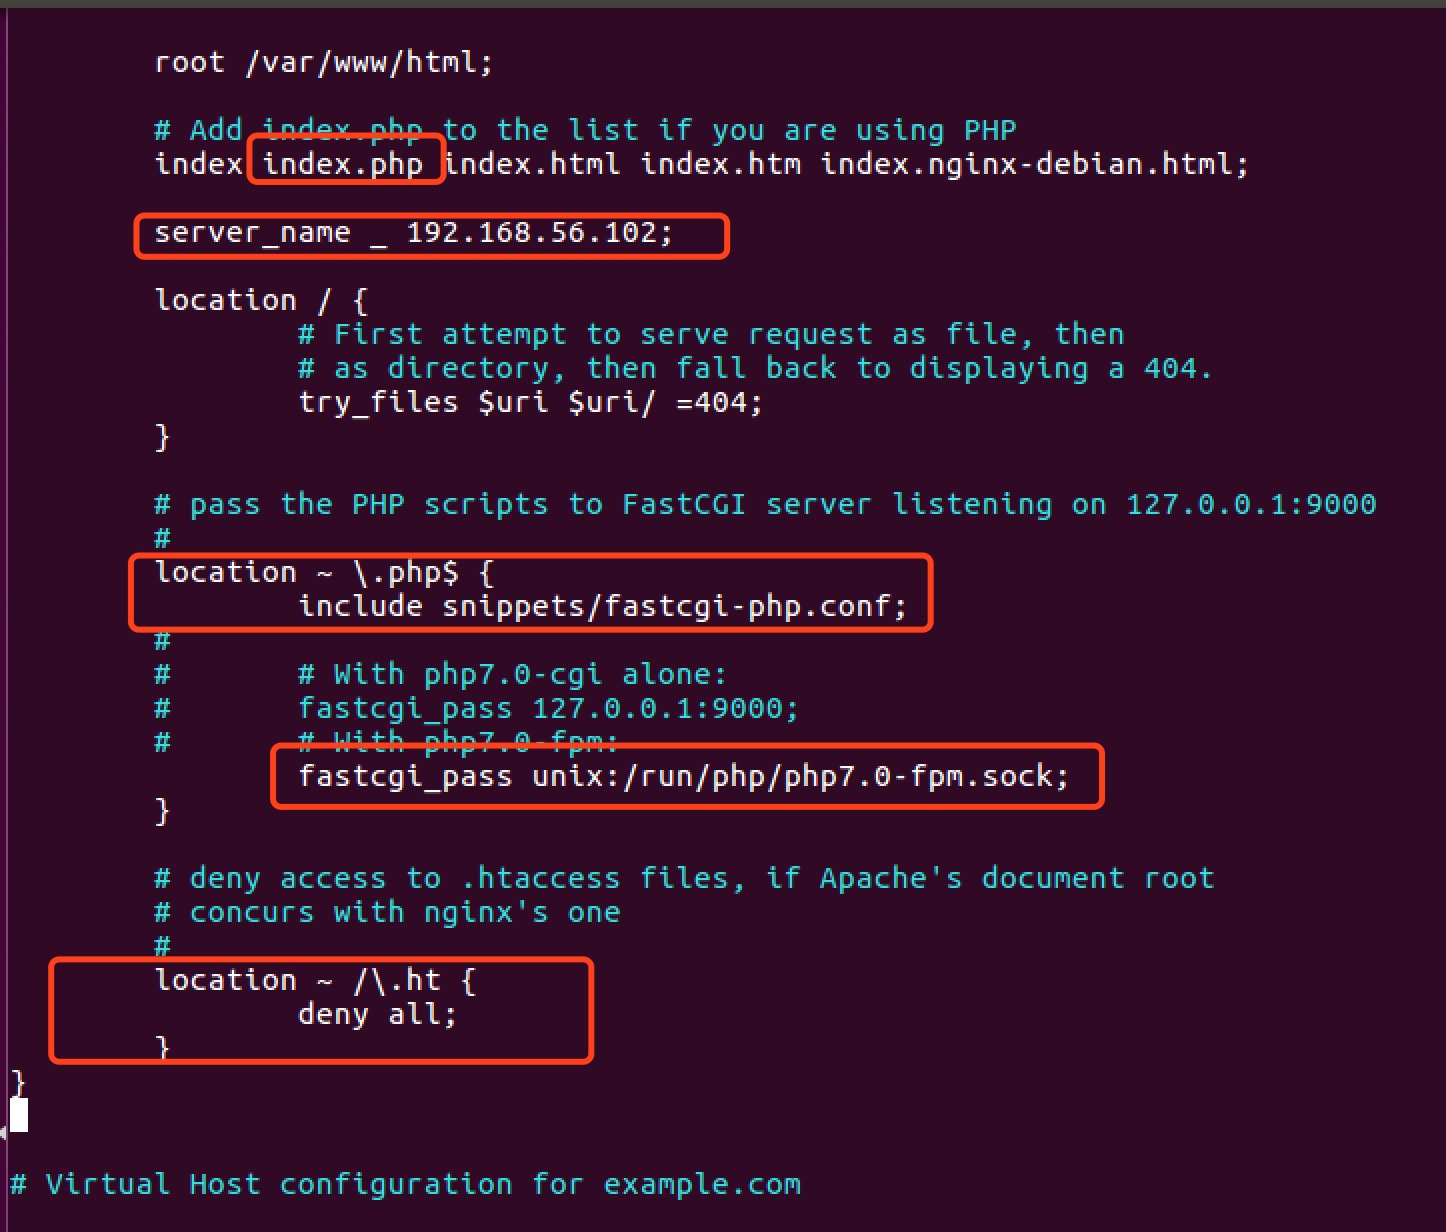 root /var/www/html;
# Add index.php to the list if you are using PHP
index index.php index.html index.htm index.nginx-debian.html;
server_name _ 192.168.56.102;
location / {
# First attempt to serve request as file, then
# as directory, then fall back to displaying a 404.
try_files $uri $uri/ =404;
}
# pass the PHP scripts to FastCGI server listening on 127.0.0.1:9000
#
location ~ \.php$ {
include snippets/fastcgi-php.conf;
#
# # With php7.0-cgi alone:
# fastcgi_pass 127.0.0.1:9000;
# # With php7.0-fpm:
fastcgi_pass unix:/run/php/php7.0-fpm.sock;
}
# deny access to .htaccess files, if Apache's document root
# concurs with nginx's one
#
location ~ /\.ht {
deny all;
}
}
# Virtual Host configuration for example.com